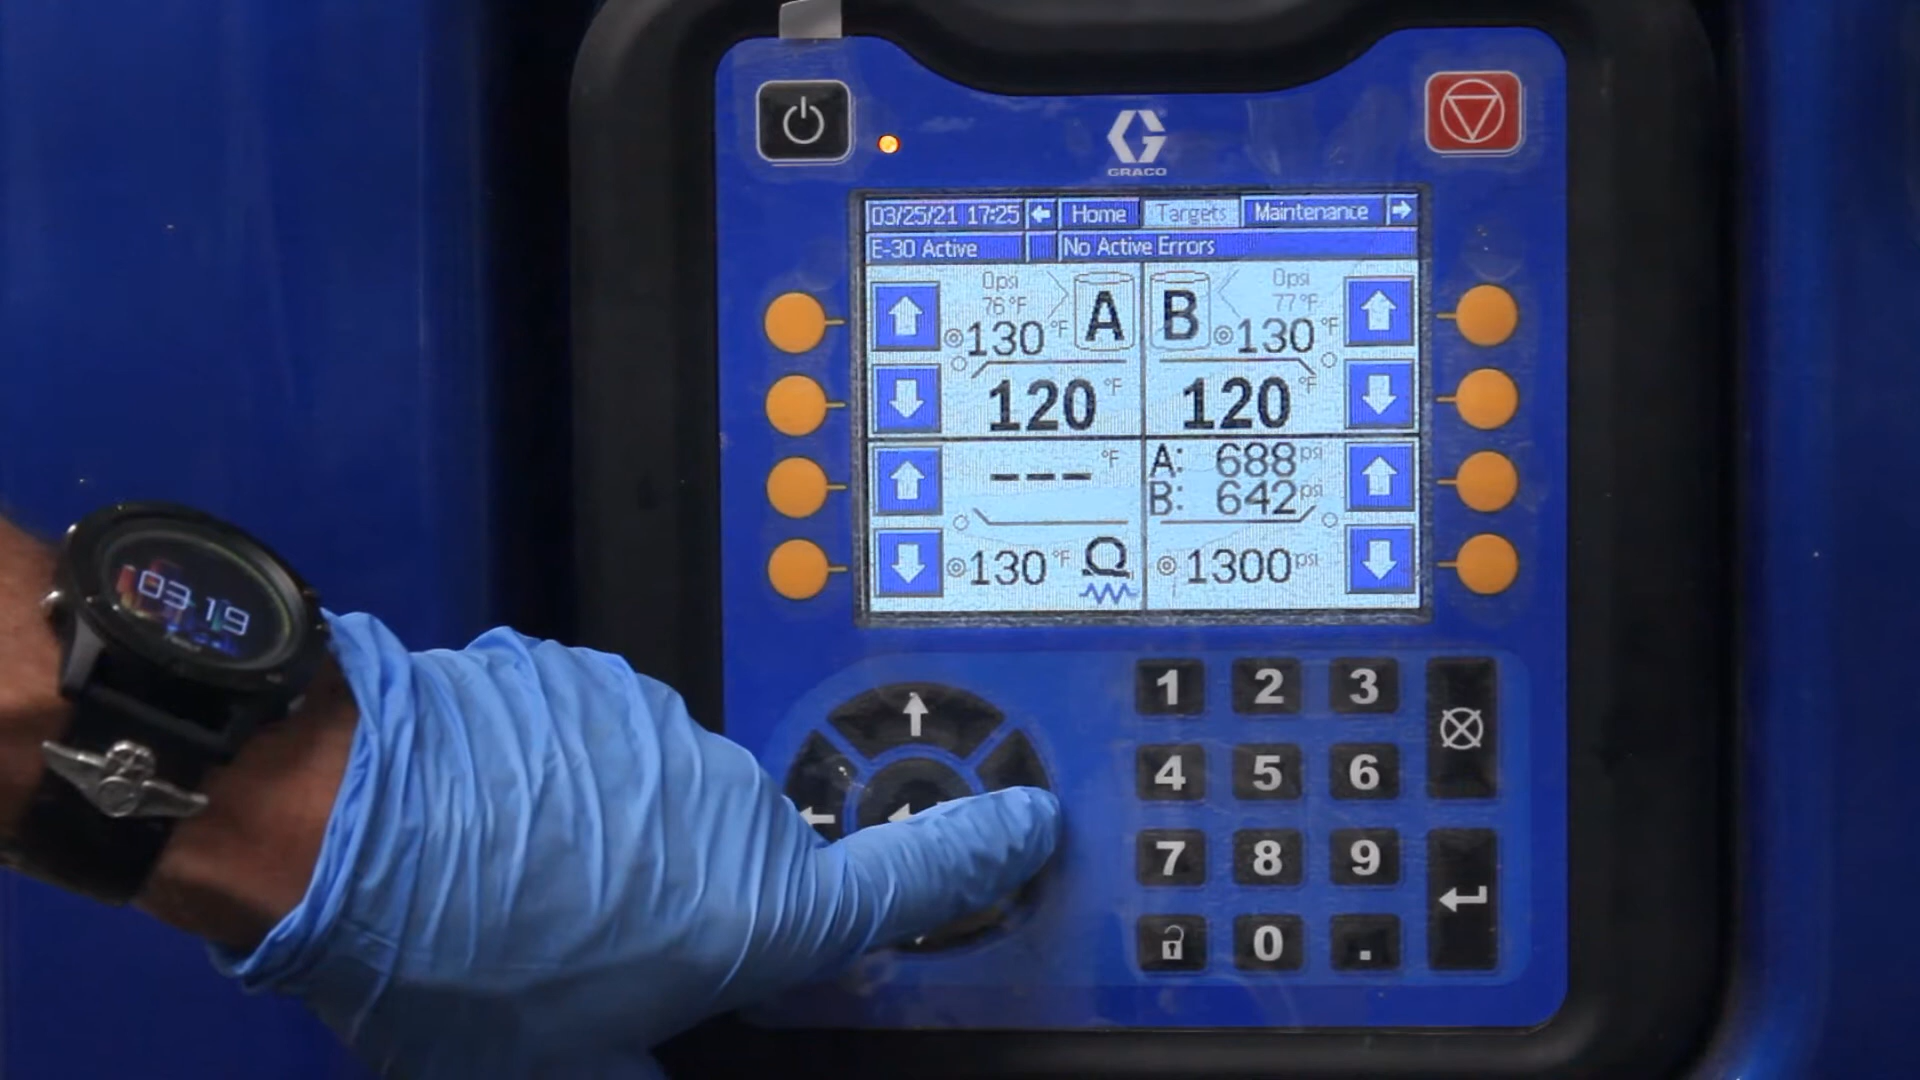 GRACO
03/25/21 17:25 Home Targets Maintenance
E-30 Active No Active Errors
0psi
76°F
130°F
A
120°F
B
0psi
77°F
130°F
120°F
---°F
130°F
A: 688psi
B: 642psi
1300psi
03 19
1 2 3
4 5 6
7 8 9
0 .